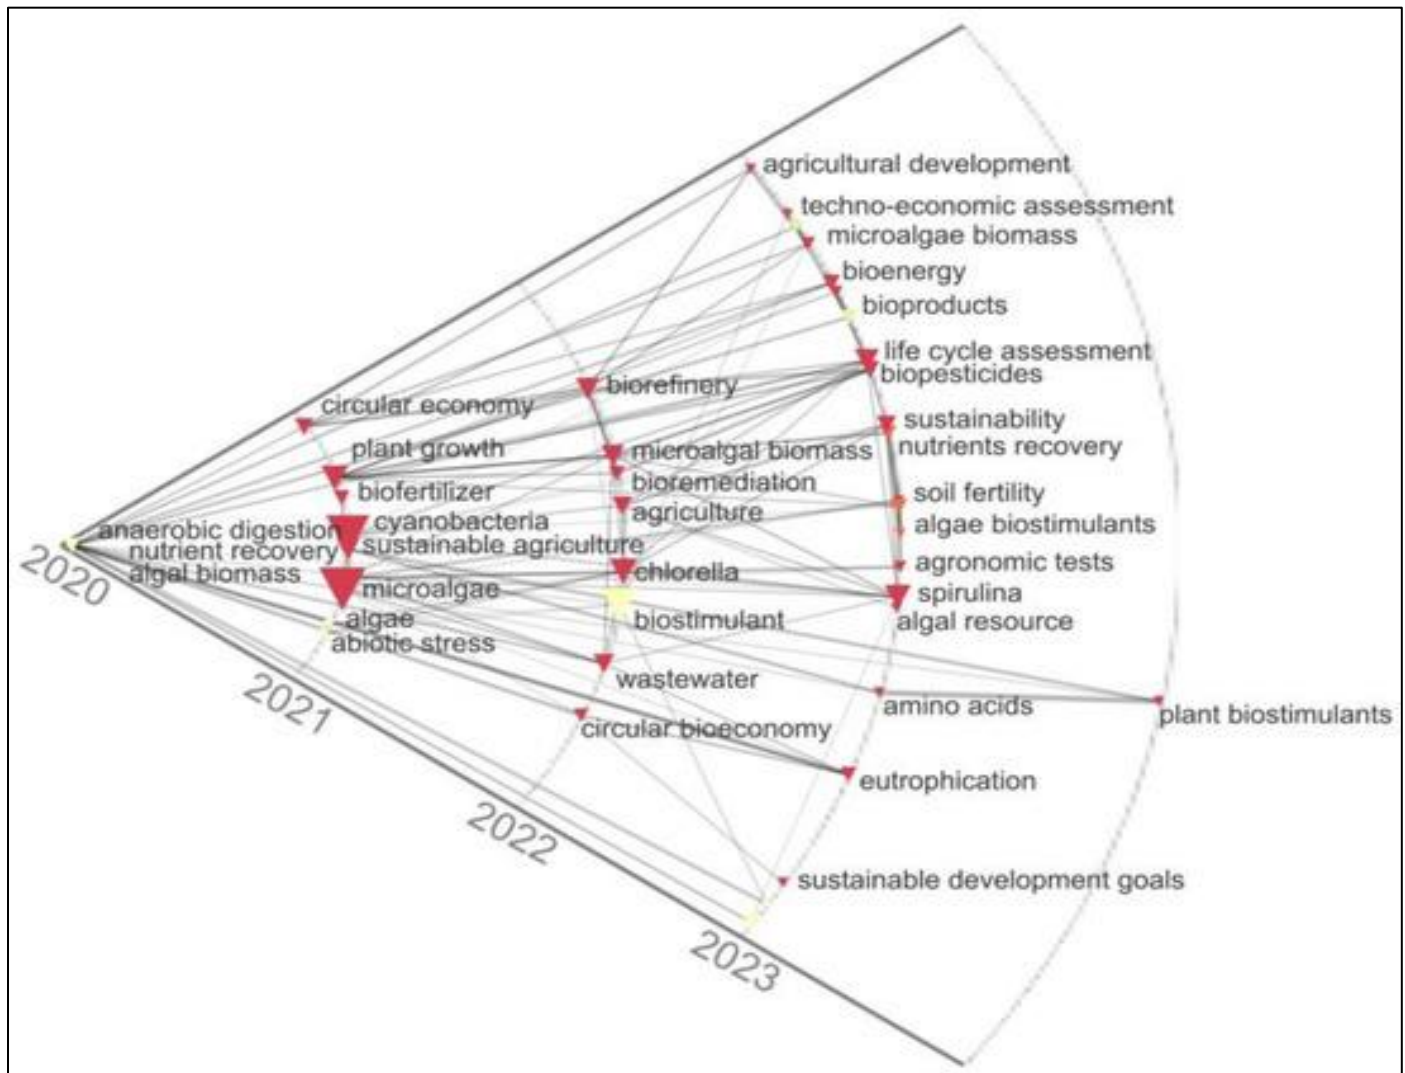 agricultural development
techno-economic assessment
microalgae biomass
bioenergy
bioproducts
life cycle assessment
biopesticides
biorefinery
circular economy
sustainability
nutrients recovery
plant growth
microalgal biomass
bioremediation
biofertilizer
soil fertility
agriculture
cyanobacteria
algae biostimulants
anaerobic digestion
sustainable agriculture
nutrient recovery
agronomic tests
algal biomass
chlorella
microalgae
spirulina
algae
biostimulant
algal resource
abiotic stress
wastewater
amino acids
plant biostimulants
circular bioeconomy
eutrophication
sustainable development goals
2020
2021
2022
2023